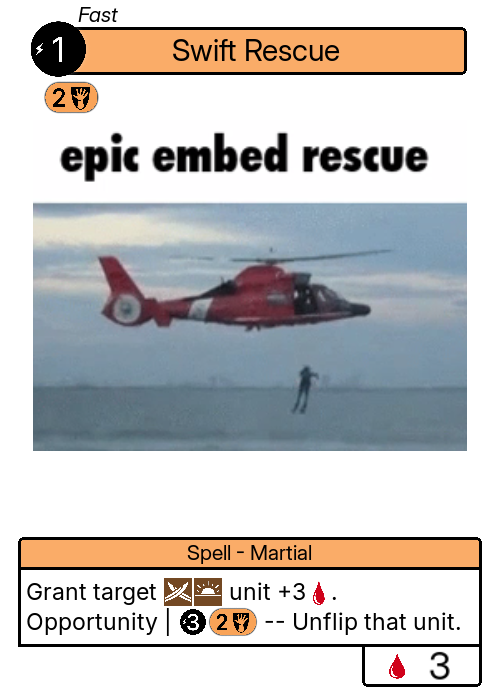 Fast
1
Swift Rescue
2
epic embed rescue
Spell - Martial
Grant target unit +3 .
Opportunity | 3 2 -- Unflip that unit.
3